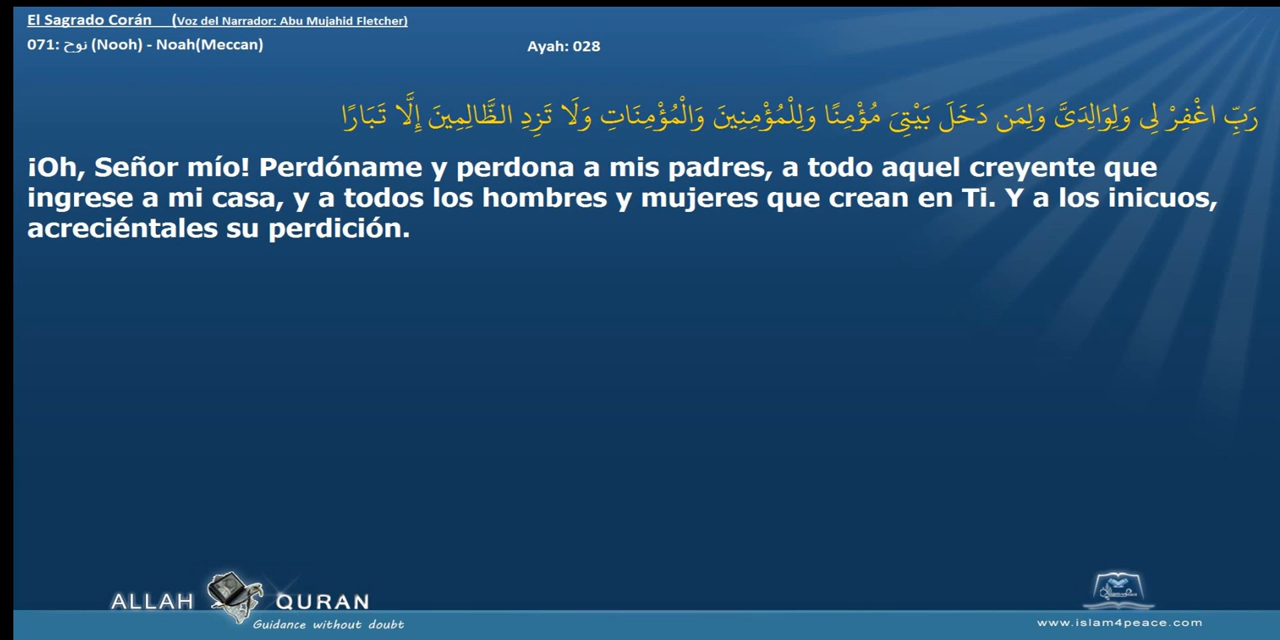 El Sagrado Corán (Voz del Narrador: Abu Mujahid Fletcher)
071: نوح (Nooh) - Noah(Meccan) Ayah: 028
رَبِّ اغْفِرْ لِى وَلِوَالِدَىَّ وَلِمَن دَخَلَ بَيْتِىَ مُؤْمِنًا وَلِلْمُؤْمِنِينَ وَالْمُؤْمِنَاتِ وَلَا تَزِدِ الظَّالِمِينَ إِلَّا تَبَارًا
¡Oh, Señor mío! Perdóname y perdona a mis padres, a todo aquel creyente que
ingrese a mi casa, y a todos los hombres y mujeres que crean en Ti. Y a los inicuos,
acreciéntales su perdición.
ALLAH QURAN
Guidance without doubt
www.islam4peace.com